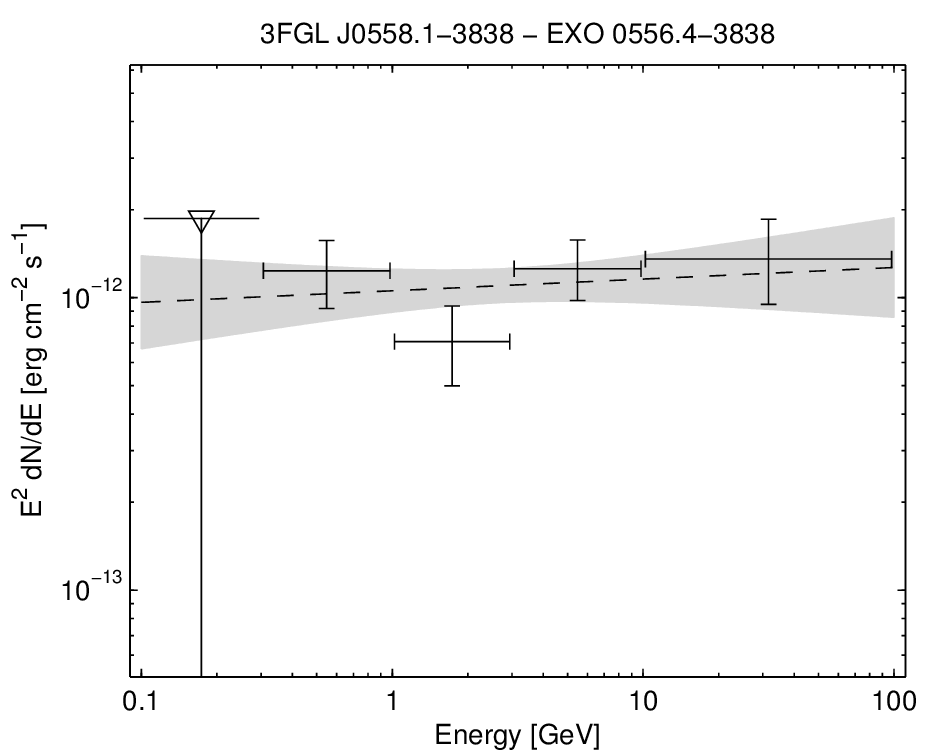 3FGL J0558.1−3838 − EXO 0556.4−3838
E² dN/dE [erg cm⁻² s⁻¹]
10⁻¹²
10⁻¹³
0.1 1 10 100
Energy [GeV]